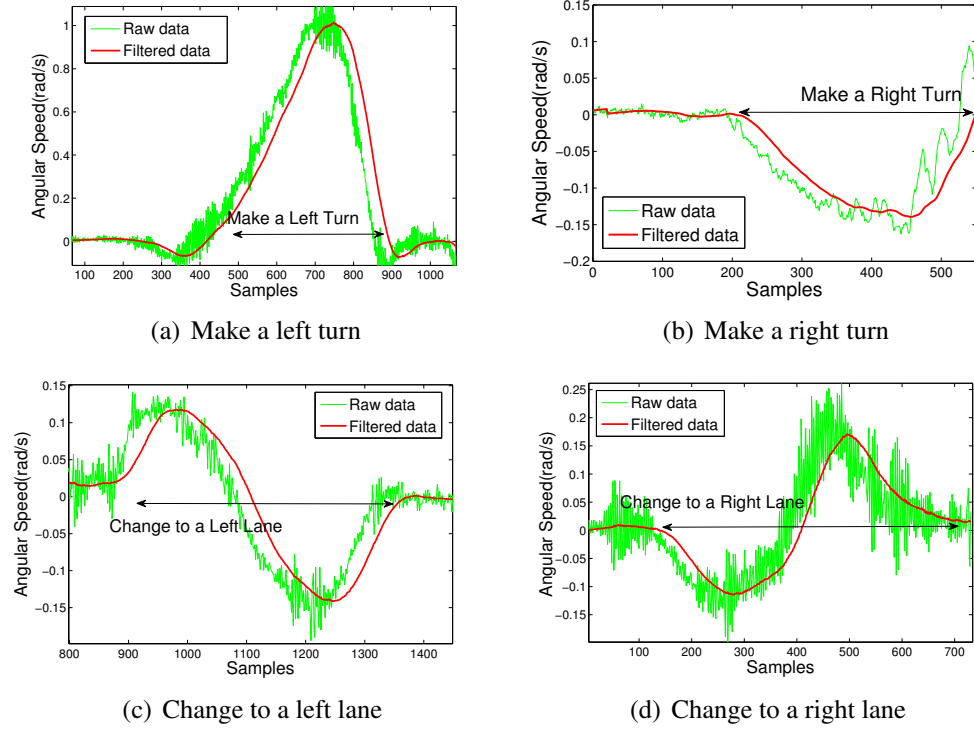 Raw data
Filtered data
Make a Left Turn
Angular Speed(rad/s)
1
0.8
0.6
0.4
0.2
0
100 200 300 400 500 600 700 800 900 1000
Samples
(a) Make a left turn
Raw data
Filtered data
Make a Right Turn
Angular Speed(rad/s)
0.15
0.1
0.05
0
−0.05
−0.1
−0.15
−0.2
0 100 200 300 400 500
Samples
(b) Make a right turn
Raw data
Filtered data
Change to a Left Lane
Angular Speed(rad/s)
0.15
0.1
0.05
0
−0.05
−0.1
−0.15
800 900 1000 1100 1200 1300 1400
Samples
(c) Change to a left lane
Raw data
Filtered data
Change to a Right Lane
Angular Speed(rad/s)
0.25
0.2
0.15
0.1
0.05
0
−0.05
−0.1
−0.15
100 200 300 400 500 600 700
Samples
(d) Change to a right lane